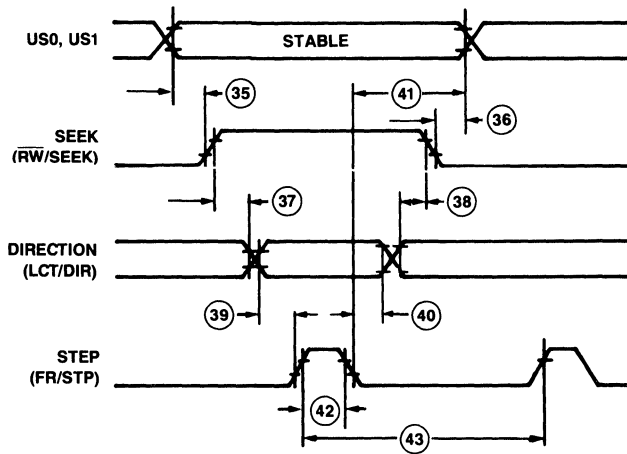 US0, US1
STABLE
41
35
36
SEEK
(RW/SEEK)
37
38
DIRECTION
(LCT/DIR)
39
40
STEP
(FR/STP)
42
43